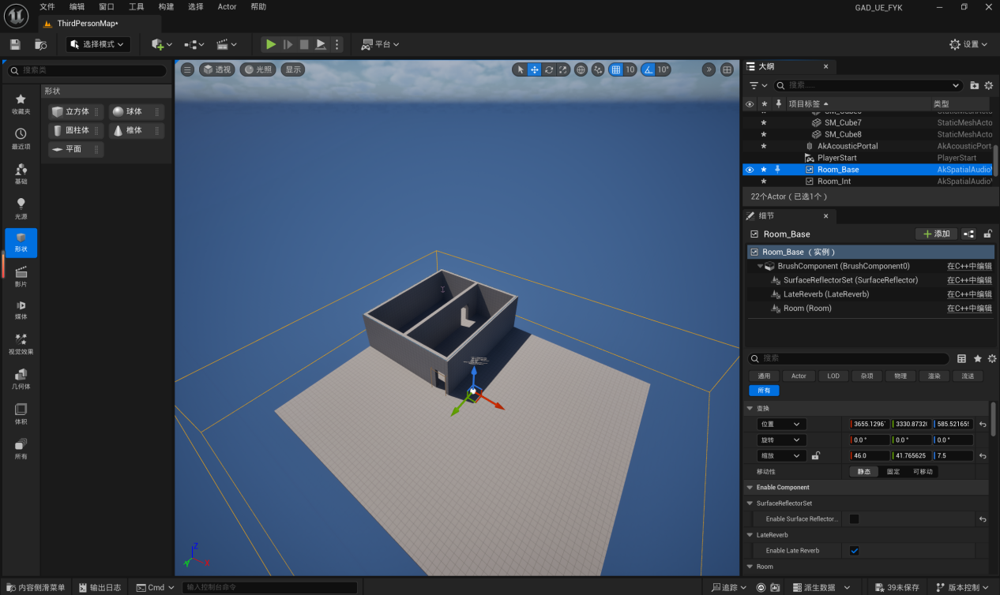 文件 编辑 窗口 工具 构建 选择 Actor 帮助
GAD_UE_FYK
ThirdPersonMap*
选择模式
平台
设置
搜索类
收藏夹
最近项
基础
光源
形状
影片
媒体
视觉效果
几何体
体积
所有
形状
立方体 球体
圆柱体 椎体
平面
透视 光照 显示
10 10°
Z
X
大纲
搜索......
项目标签 类型
SM_Cube7 StaticMeshActo
SM_Cube8 StaticMeshActo
AkAcousticPortal AkAcousticPort
PlayerStart PlayerStart
Room_Base AkSpatialAudio
Room_Int AkSpatialAudio
22个Actor（已选1个）
细节
Room_Base 添加
Room_Base （实例）
BrushComponent (BrushComponent0) 在C++中编辑
SurfaceReflectorSet (SurfaceReflector) 在C++中编辑
LateReverb (LateReverb) 在C++中编辑
Room (Room) 在C++中编辑
搜索
通用 Actor LOD 杂项 物理 渲染 流送
所有
变换
位置 3655.1296 3330.8732 585.52165
旋转 0.0 ° 0.0 ° 0.0 °
缩放 46.0 41.765625 7.5
移动性 静态 固定 可移动
Enable Component
SurfaceReflectorSet
Enable Surface Reflector...
LateReverb
Enable Late Reverb
Room
内容侧滑菜单 输出日志 Cmd 输入控制台命令 追踪 派生数据 39未保存 版本控制